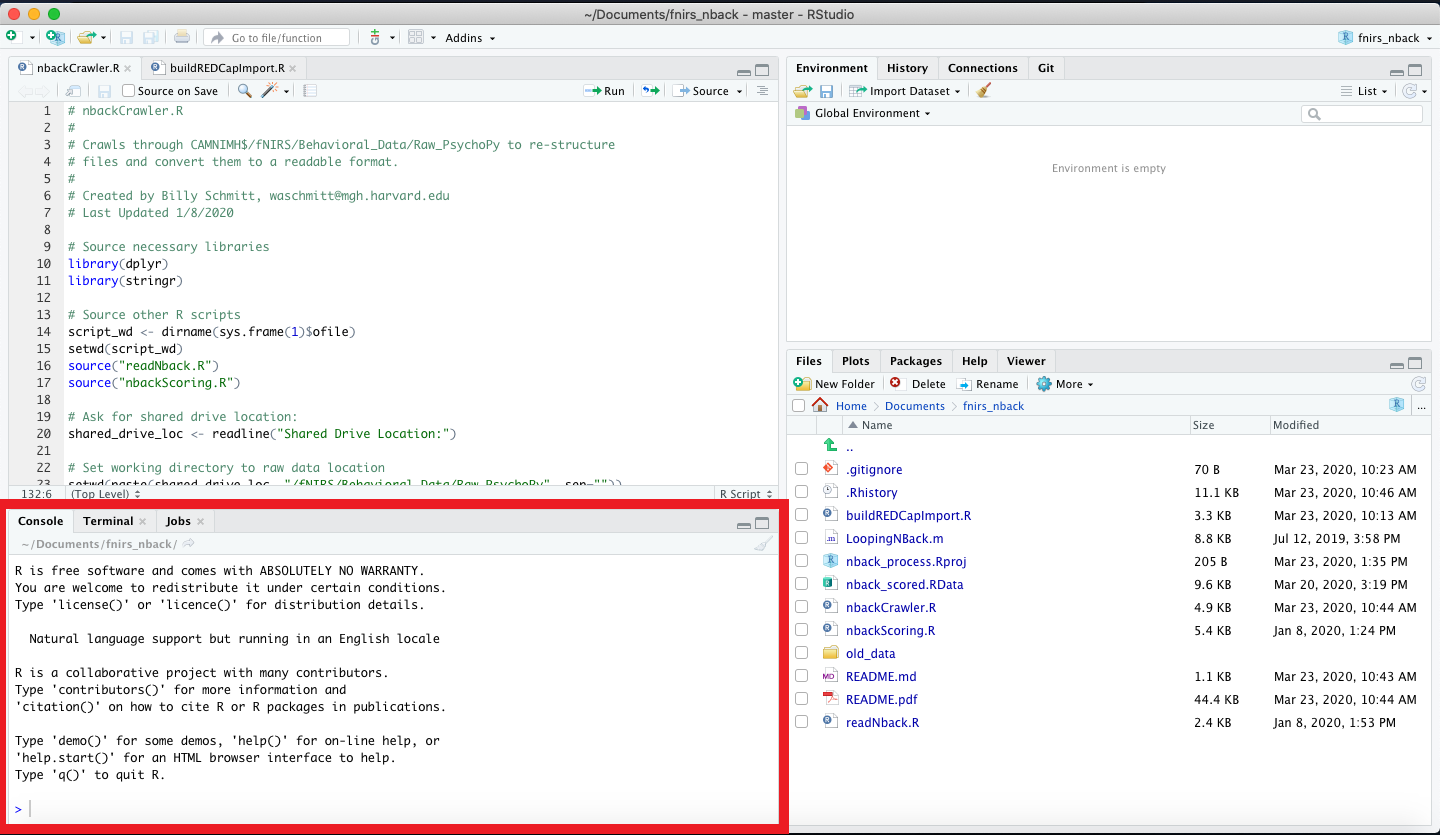 ~/Documents/fnirs_nback - master - RStudio
Go to file/function
Addins
fnirs_nback
nbackCrawler.R
buildREDCapImport.R
Source on Save
Run
Source
1 # nbackCrawler.R
2 #
3 # Crawls through CAMNIMH$/fNIRS/Behavioral_Data/Raw_PsychoPy to re-structure
4 # files and convert them to a readable format.
5 #
6 # Created by Billy Schmitt, waschmitt@mgh.harvard.edu
7 # Last Updated 1/8/2020
8
9 # Source necessary libraries
10 library(dplyr)
11 library(stringr)
12
13 # Source other R scripts
14 script_wd <- dirname(sys.frame(1)$ofile)
15 setwd(script_wd)
16 source("readNback.R")
17 source("nbackScoring.R")
18
19 # Ask for shared drive location:
20 shared_drive_loc <- readline("Shared Drive Location:")
21
22 # Set working directory to raw data location
23 setwd(paste(shared_drive_loc, "/fNIRS/Behavioral_Data/Raw_PsychoPy", sep=""))
132:6 (Top Level) R Script
Console Terminal Jobs
~/Documents/fnirs_nback/
R is free software and comes with ABSOLUTELY NO WARRANTY.
You are welcome to redistribute it under certain conditions.
Type 'license()' or 'licence()' for distribution details.
Natural language support but running in an English locale
R is a collaborative project with many contributors.
Type 'contributors()' for more information and
'citation()' on how to cite R or R packages in publications.
Type 'demo()' for some demos, 'help()' for on-line help, or
'help.start()' for an HTML browser interface to help.
Type 'q()' to quit R.
>
Environment History Connections Git
Import Dataset List
Global Environment
Environment is empty
Files Plots Packages Help Viewer
New Folder Delete Rename More
Home Documents fnirs_nback ...
Name Size Modified
..
.gitignore 70 B Mar 23, 2020, 10:23 AM
.Rhistory 11.1 KB Mar 23, 2020, 10:46 AM
buildREDCapImport.R 3.3 KB Mar 23, 2020, 10:13 AM
LoopingNBack.m 8.8 KB Jul 12, 2019, 3:58 PM
nback_process.Rproj 205 B Mar 23, 2020, 1:35 PM
nback_scored.RData 9.6 KB Mar 20, 2020, 3:19 PM
nbackCrawler.R 4.9 KB Mar 23, 2020, 10:44 AM
nbackScoring.R 5.4 KB Jan 8, 2020, 1:24 PM
old_data
README.md 1.1 KB Mar 23, 2020, 10:43 AM
README.pdf 44.4 KB Mar 23, 2020, 10:44 AM
readNback.R 2.4 KB Jan 8, 2020, 1:53 PM